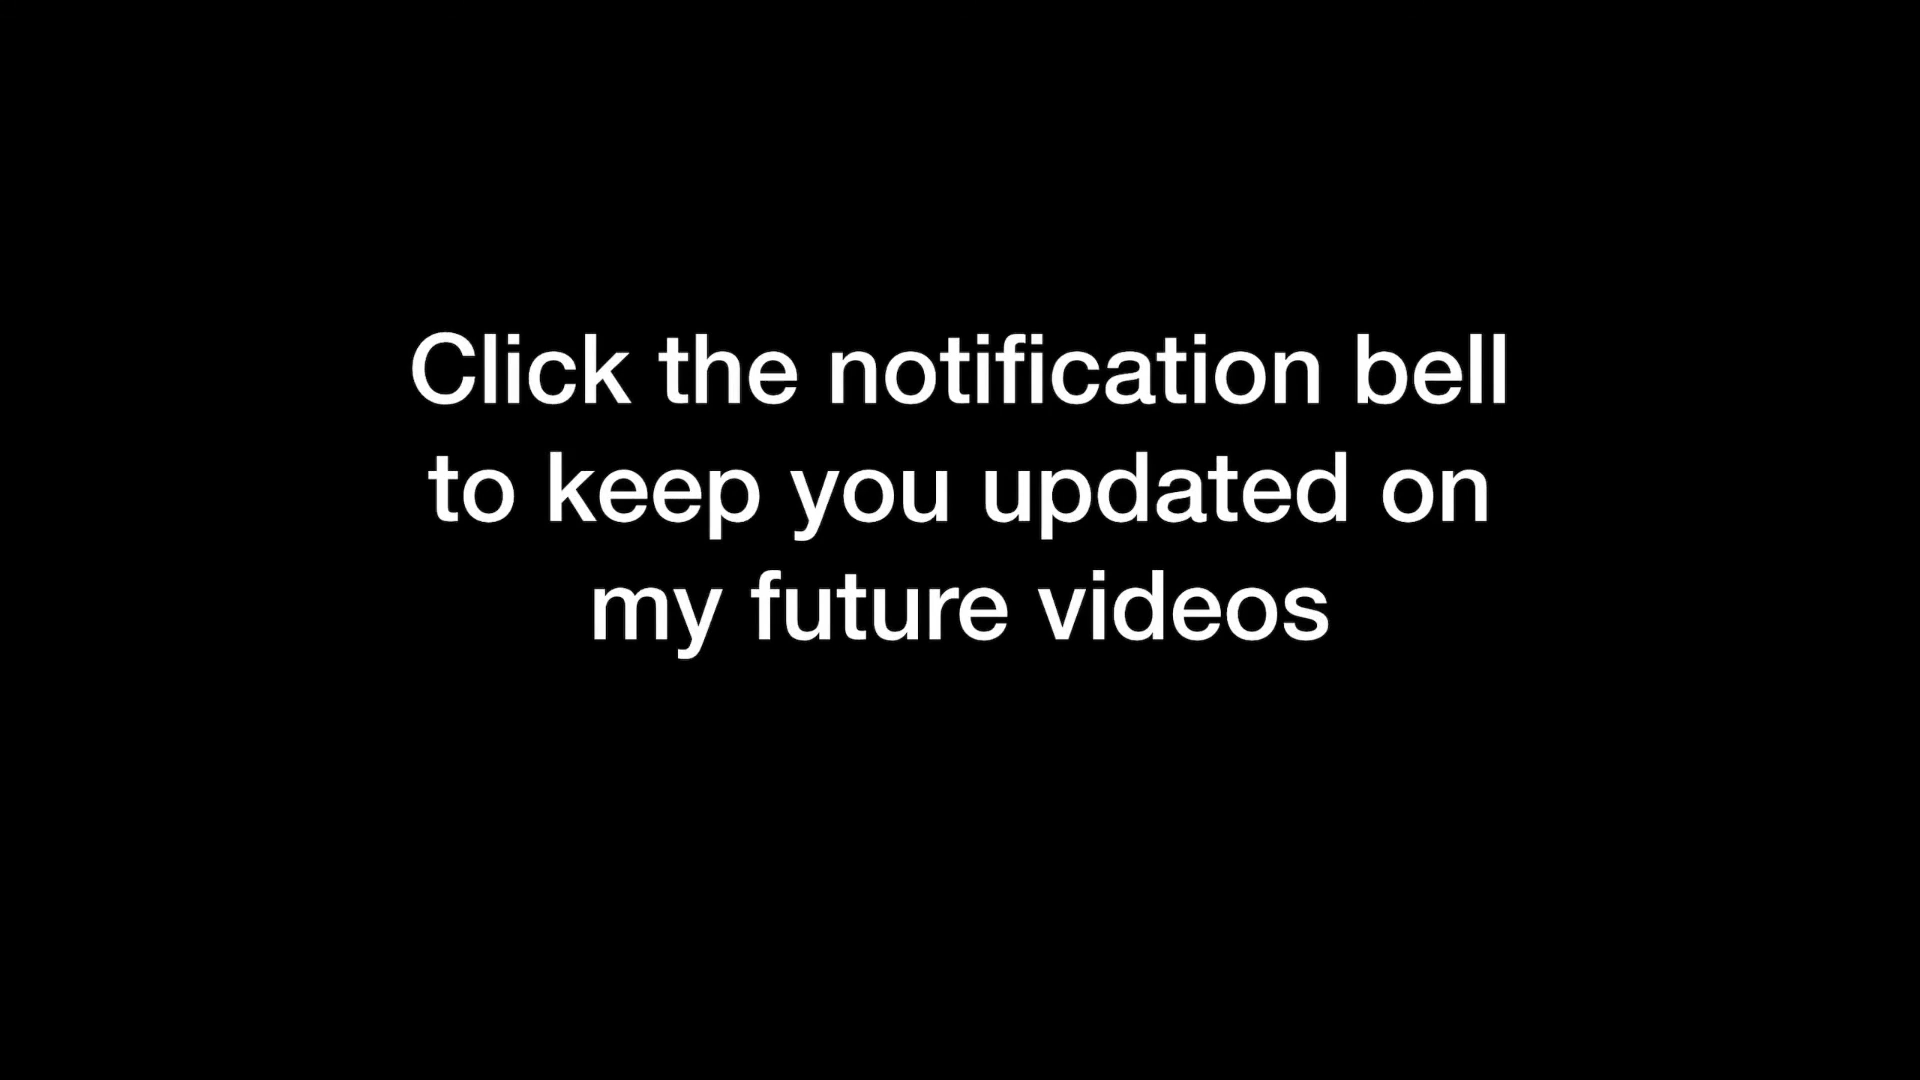 Click the notification bell
to keep you updated on
my future videos